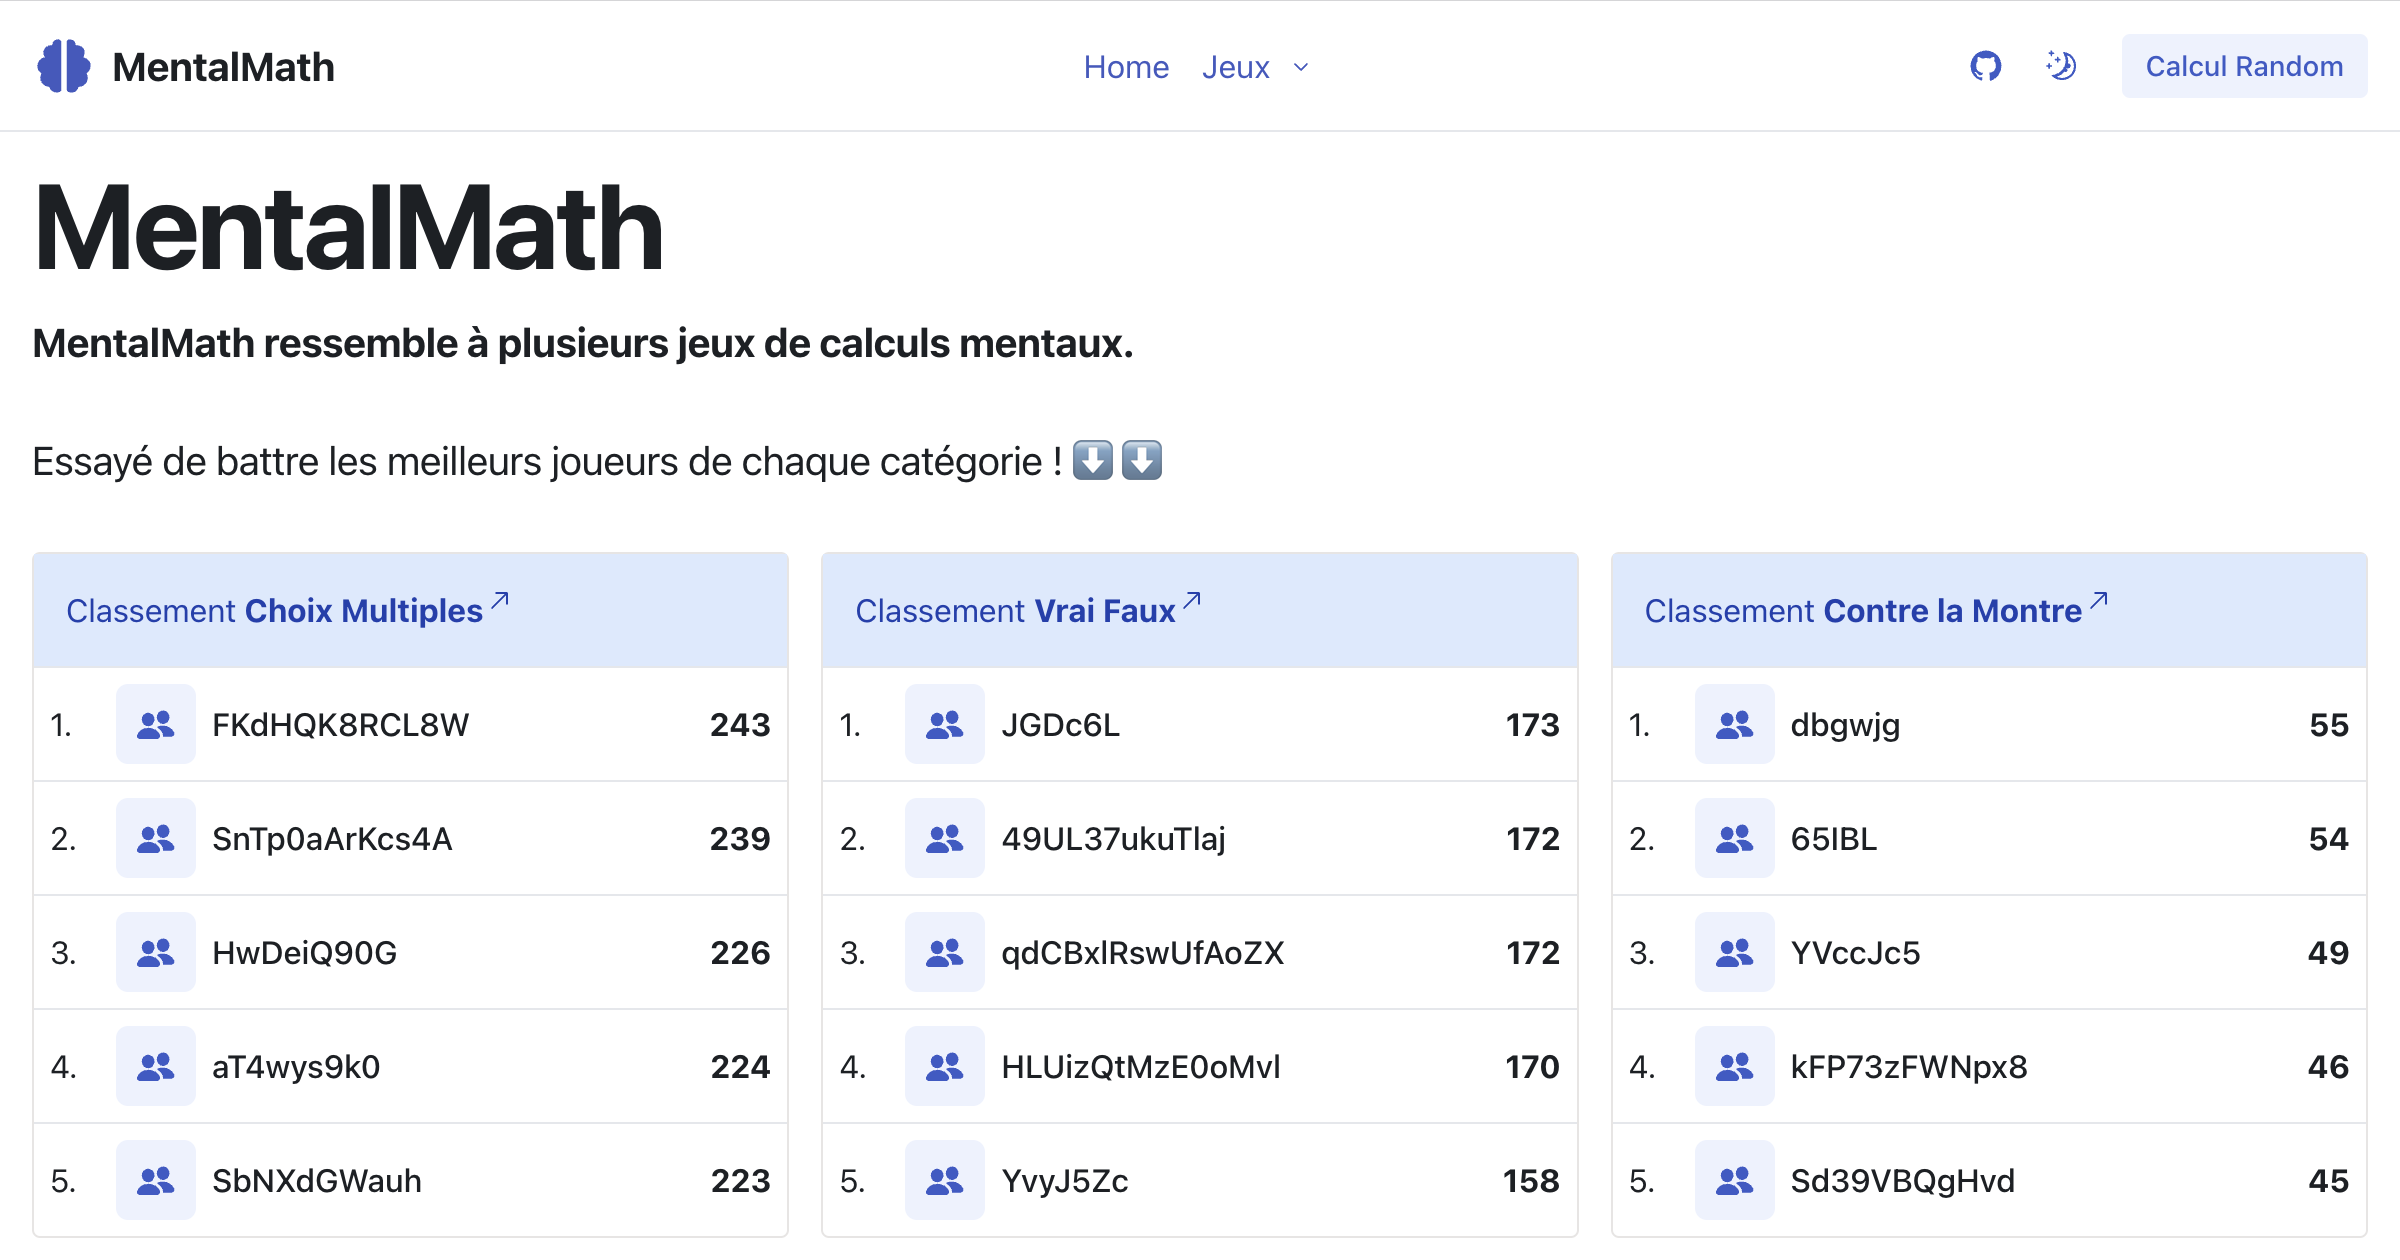 MentalMath
Home Jeux
Calcul Random
MentalMath
MentalMath ressemble à plusieurs jeux de calculs mentaux.
Essayé de battre les meilleurs joueurs de chaque catégorie ! ⬇️ ⬇️
Classement Choix Multiples
1. FKdHQK8RCL8W 243
2. SnTp0aArKcs4A 239
3. HwDeiQ90G 226
4. aT4wys9k0 224
5. SbNXdGWauh 223
Classement Vrai Faux
1. JGDc6L 173
2. 49UL37ukuTlaj 172
3. qdCBxlRswUfAoZX 172
4. HLUizQtMzE0oMvl 170
5. YvyJ5Zc 158
Classement Contre la Montre
1. dbgwjg 55
2. 65IBL 54
3. YVccJc5 49
4. kFP73zFWNpx8 46
5. Sd39VBQgHvd 45